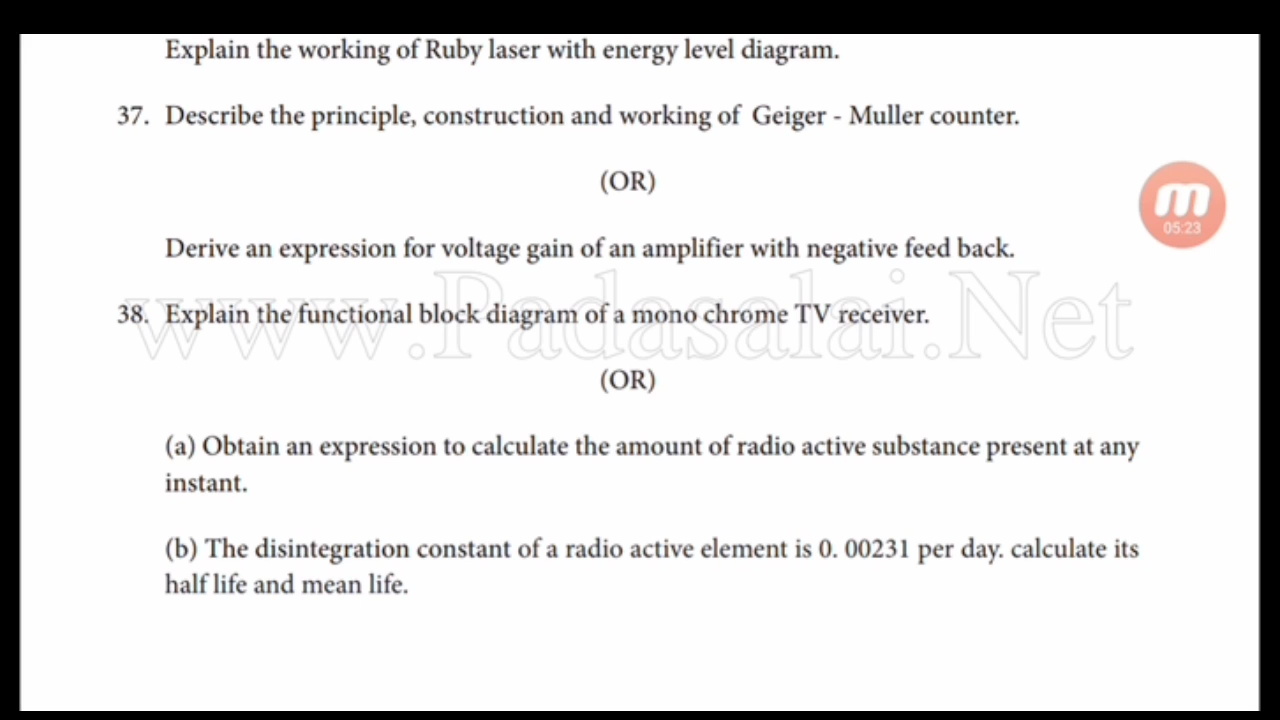 Explain the working of Ruby laser with energy level diagram.
37. Describe the principle, construction and working of Geiger - Muller counter.
(OR)
05:23
Derive an expression for voltage gain of an amplifier with negative feed back.
www.Padasalai.Net
38. Explain the functional block diagram of a mono chrome TV receiver.
(OR)
(a) Obtain an expression to calculate the amount of radio active substance present at any
instant.
(b) The disintegration constant of a radio active element is 0. 00231 per day. calculate its
half life and mean life.